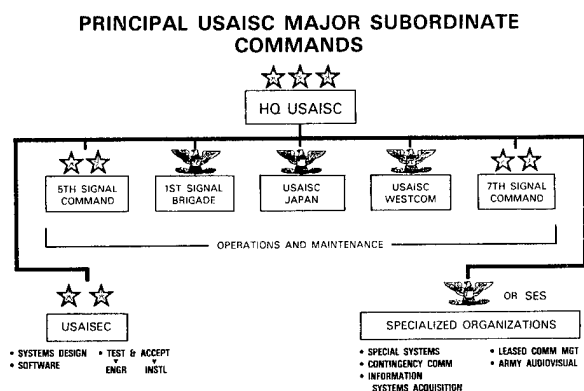 PRINCIPAL USAISC MAJOR SUBORDINATE
COMMANDS
HQ USAISC
5TH SIGNAL
COMMAND
1ST SIGNAL
BRIGADE
USAISC
JAPAN
USAISC
WESTCOM
7TH SIGNAL
COMMAND
OPERATIONS AND MAINTENANCE
USAISEC
• SYSTEMS DESIGN
• SOFTWARE
• TEST & ACCEPT
ENGR INSTL
OR SES
SPECIALIZED ORGANIZATIONS
• SPECIAL SYSTEMS
• CONTINGENCY COMM
• INFORMATION
SYSTEMS ACQUISITION
• LEASED COMM MGT
• ARMY AUDIOVISUAL